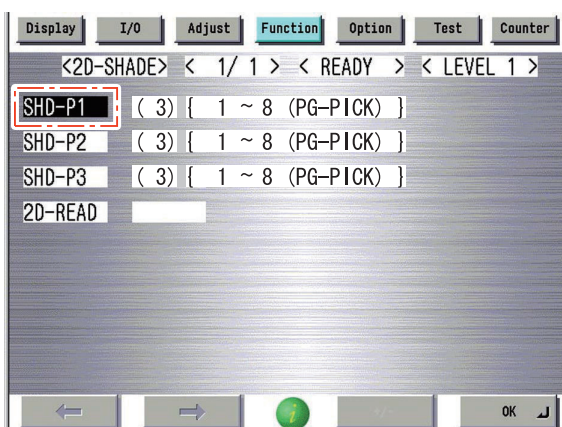 Display I/O Adjust Function Option Test Counter
<2D-SHADE> < 1/ 1 > < READY > < LEVEL 1 >
SHD-P1 ( 3) { 1 ~ 8 (PG-PICK) }
SHD-P2 ( 3) { 1 ~ 8 (PG-PICK) }
SHD-P3 ( 3) { 1 ~ 8 (PG-PICK) }
2D-READ
i +/- OK